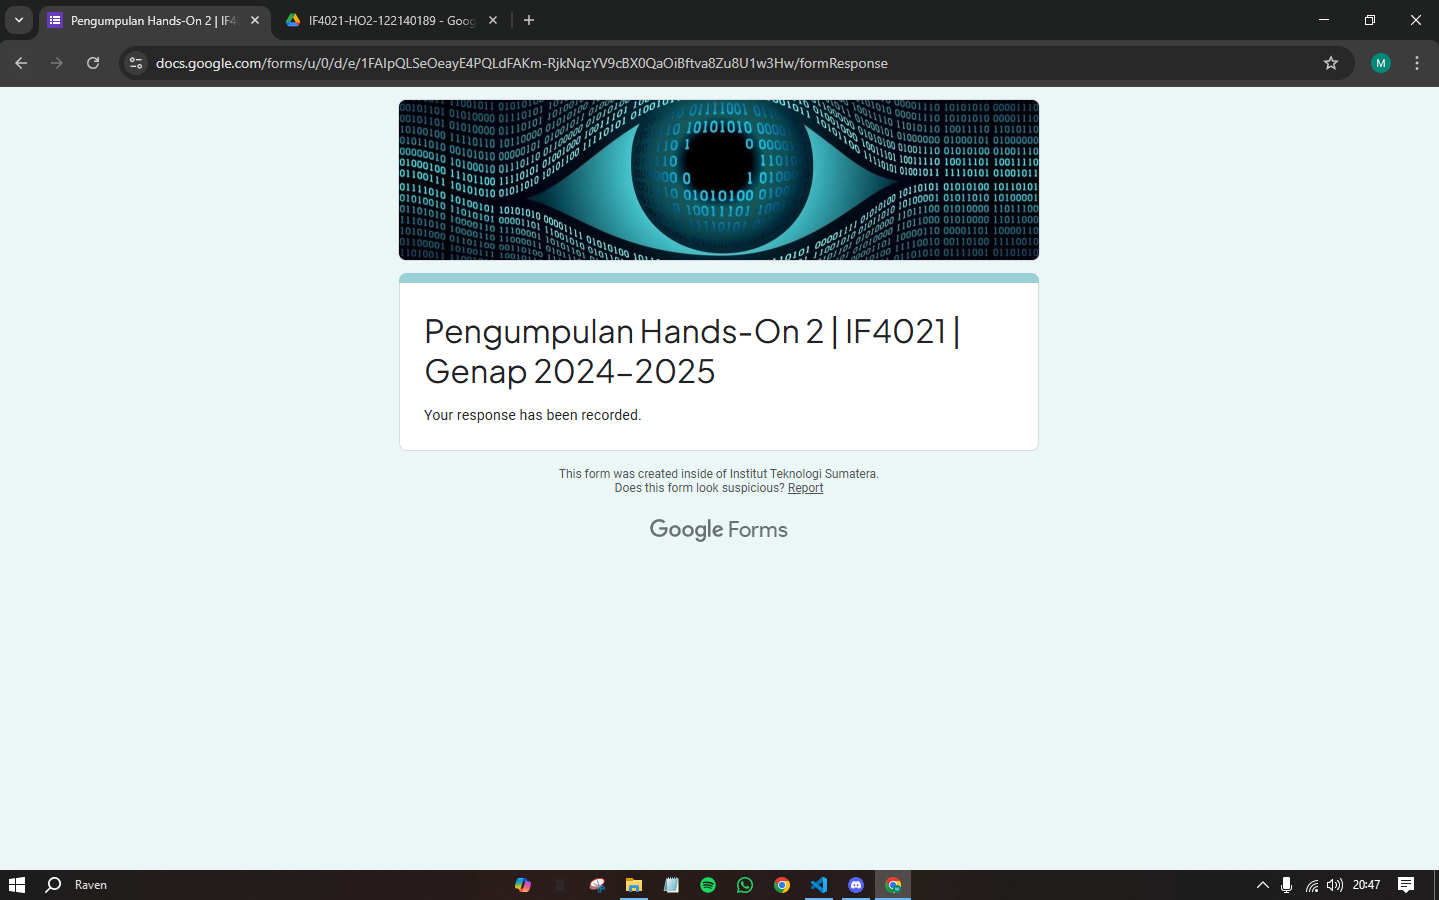 Pengumpulan Hands-On 2 | IF4
IF4021-HO2-122140189 - Goog
docs.google.com/forms/u/0/d/e/1FAIpQLSeOeayE4PQLdFAKm-RjkNqzYV9cBX0QaOiBftva8Zu8U1w3Hw/formResponse
M
Pengumpulan Hands-On 2 | IF4021 |
Genap 2024-2025
Your response has been recorded.
This form was created inside of Institut Teknologi Sumatera.
Does this form look suspicious? Report
Google Forms
Raven
20:47